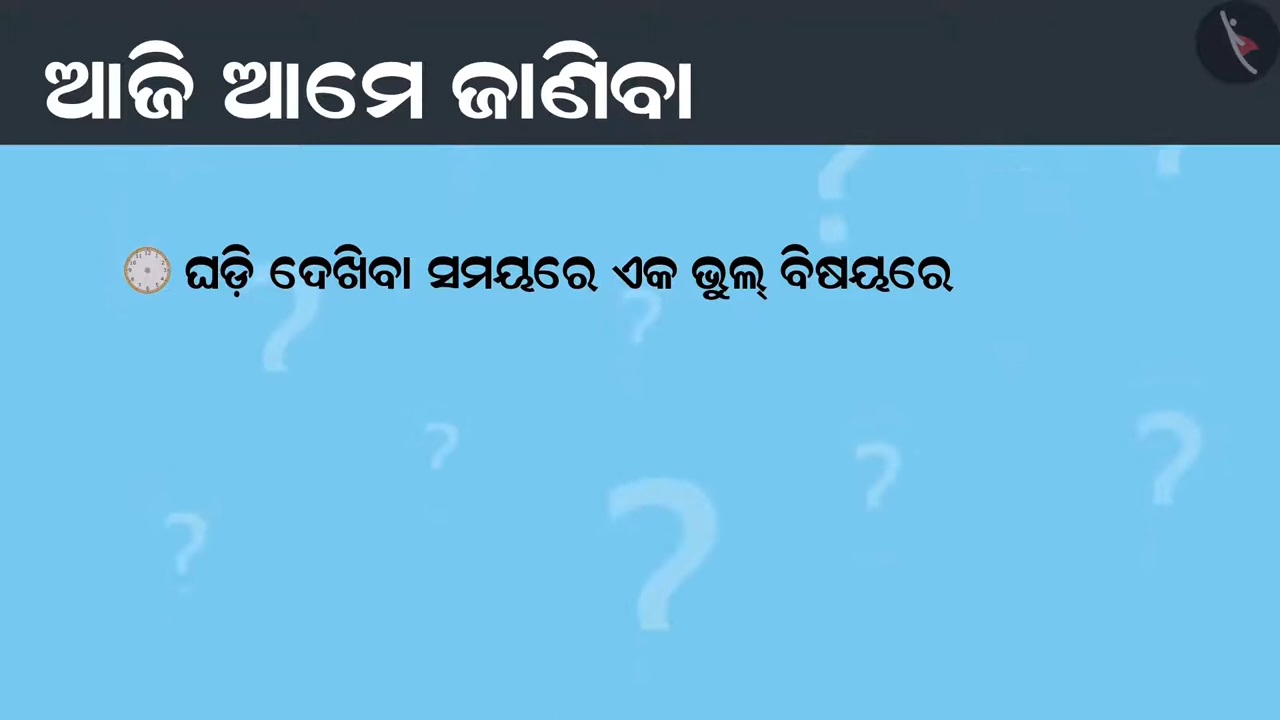 ଆଜି ଆମେ ଜାଣିବା
ଘଡ଼ି ଦେଖିବା ସମୟରେ ଏକ ଭୁଲ୍ ବିଷୟରେ